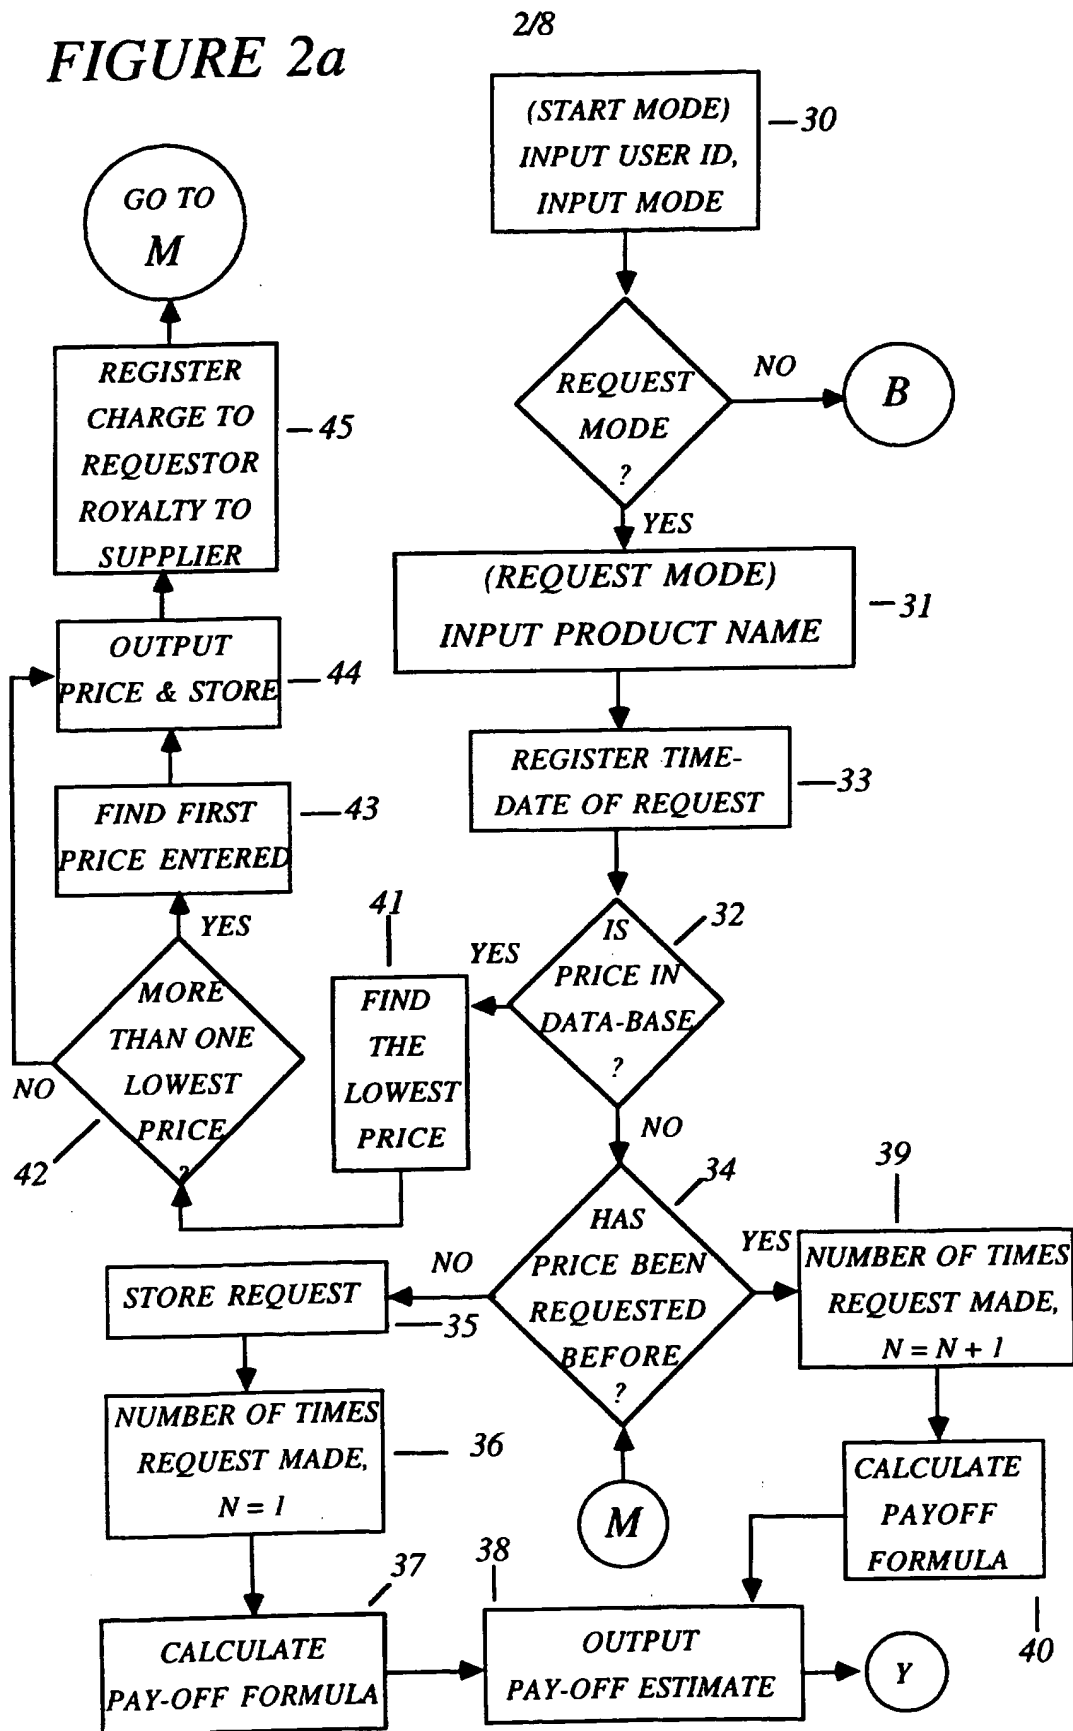 2/8
FIGURE 2a
(START MODE)
INPUT USER ID,
INPUT MODE
30
REQUEST
MODE
?
NO
B
YES
(REQUEST MODE)
INPUT PRODUCT NAME
31
REGISTER TIME-
DATE OF REQUEST
33
IS
PRICE IN
DATA-BASE
?
32
YES
NO
41
FIND
THE
LOWEST
PRICE
MORE
THAN ONE
LOWEST
PRICE
?
42
NO
YES
FIND FIRST
PRICE ENTERED
43
OUTPUT
PRICE & STORE
44
REGISTER
CHARGE TO
REQUESTOR
ROYALTY TO
SUPPLIER
45
GO TO
M
HAS
PRICE BEEN
REQUESTED
BEFORE
?
34
NO
YES
M
STORE REQUEST
35
NUMBER OF TIMES
REQUEST MADE,
N = 1
36
37
CALCULATE
PAY-OFF FORMULA
38
OUTPUT
PAY-OFF ESTIMATE
Y
39
NUMBER OF TIMES
REQUEST MADE,
N = N + 1
CALCULATE
PAYOFF
FORMULA
40